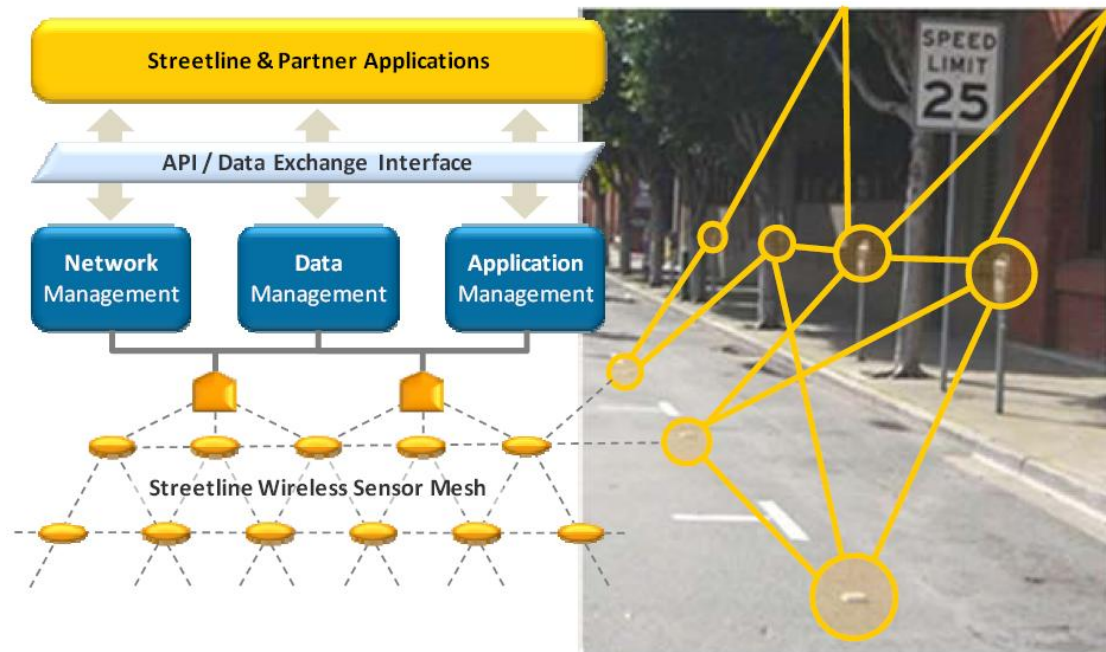 Streetline & Partner Applications
API / Data Exchange Interface
Network
Management
Data
Management
Application
Management
Streetline Wireless Sensor Mesh
SPEED
LIMIT
25